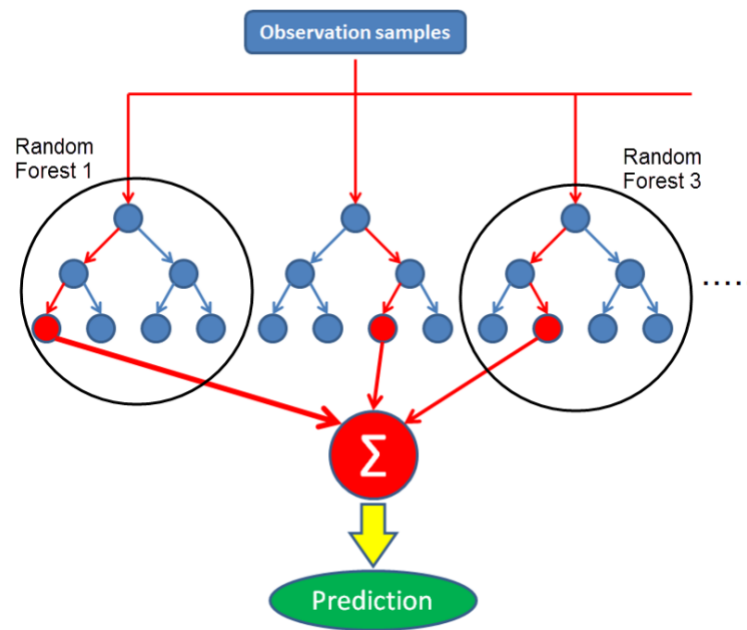 Observation samples
Random
Forest 1
Random
Forest 3
....
Σ
Prediction